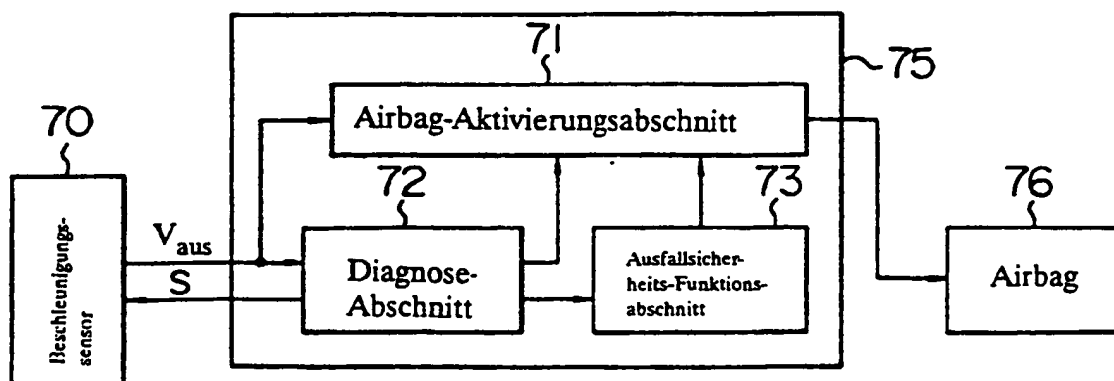 71
75
Airbag-Aktivierungsabschnitt
70
72
73
76
Beschleunigungs-
sensor
V aus
S
Diagnose-
Abschnitt
Ausfallsicher-
heits-Funktions-
abschnitt
Airbag